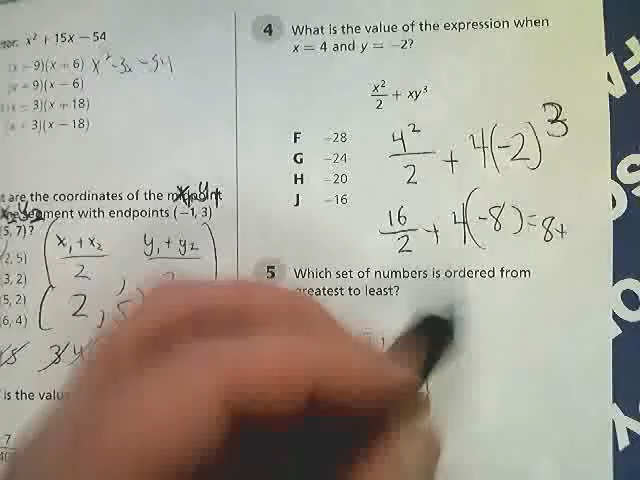 tor: x² + 15x − 54
(x − 9)(x + 6) x² - 3x - 54
+ 9)(x − 6)
3)(x + 18)
3)(x − 18)
t are the coordinates of the midpoint
segment with endpoints (−1, 3)
(5, 7)?
x₁ + x₂ / 2 , y₁ + y₂ / 2
2, 5)
3, 2)
5, 2)
(2, 5)
6, 4)
is the valu
4 What is the value of the expression when
x = 4 and y = −2?
x²/2 + xy³
F −28
G −24
H −20
J −16
4²/2 + 4(-2)³
16/2 + 4(-8) = 8+
5 Which set of numbers is ordered from
greatest to least?